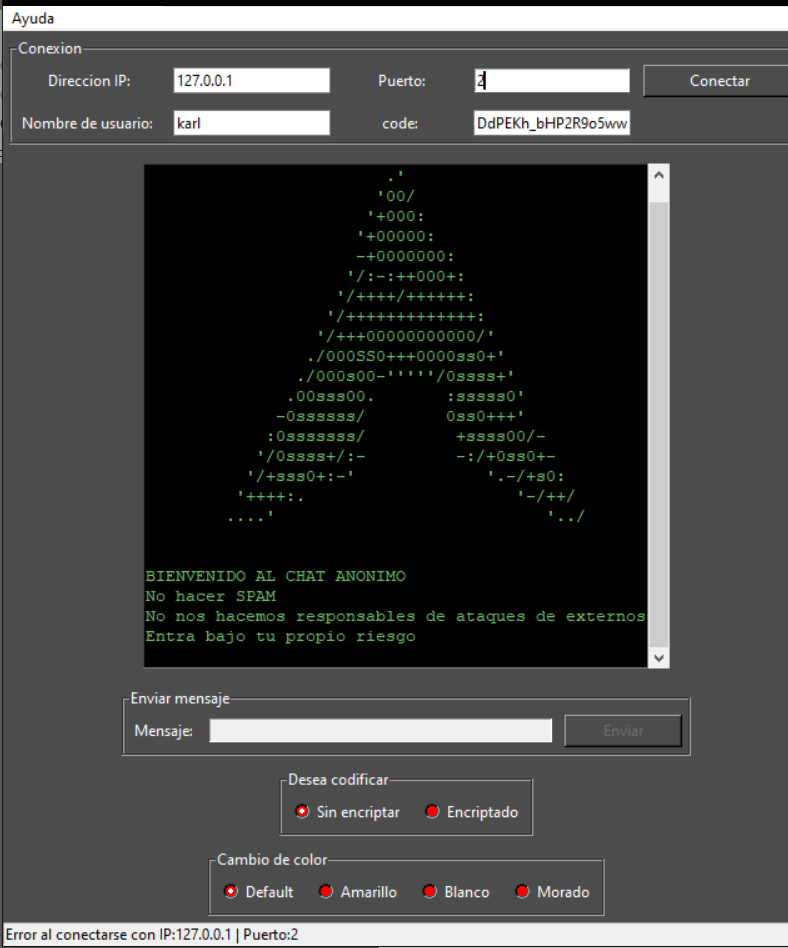 Ayuda
Conexion
Direccion IP: 127.0.0.1 Puerto: 2 Conectar
Nombre de usuario: karl code: DdPEKh_bHP2R9o5ww
.'
'00/
'+000:
'+00000:
-+0000000:
'/:-:++000+:
'/++++/++++++:
'/+++++++++++++:
'/+++00000000000/'
./000SS0+++0000ss0+'
./000s00-'''''/0ssss+'
.00sss00. :sssss0'
-0ssssss/ 0ss0+++'
:0sssssss/ +ssss00/-
'/0ssss+/:- -:/+0ss0+-
'/+sss0+:-' '.-/+s0:
'++++:. '-/++/
....' '../
BIENVENIDO AL CHAT ANONIMO
No hacer SPAM
No nos hacemos responsables de ataques de externos
Entra bajo tu propio riesgo
Enviar mensaje
Mensaje: Enviar
Desea codificar
Sin encriptar Encriptado
Cambio de color
Default Amarillo Blanco Morado
Error al conectarse con IP:127.0.0.1 | Puerto:2